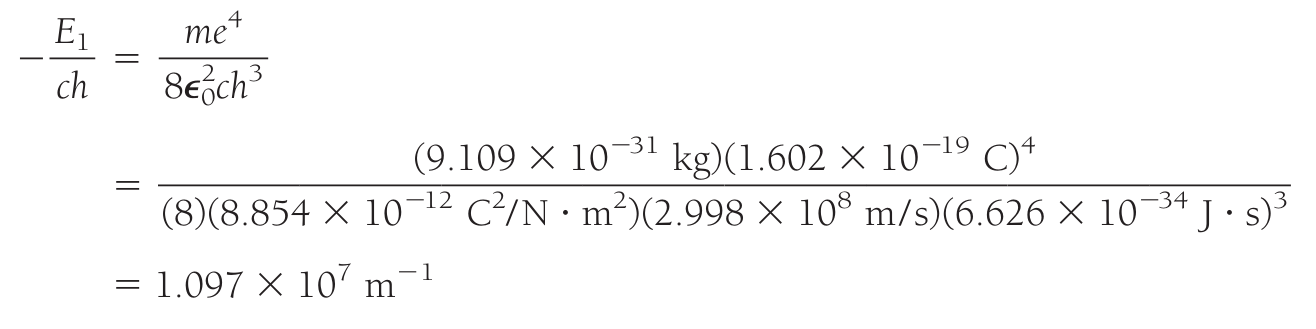 −E₁/ch = me⁴/8ϵ₀²ch³
= (9.109 × 10⁻³¹ kg)(1.602 × 10⁻¹⁹ C)⁴/(8)(8.854 × 10⁻¹² C²/N · m²)(2.998 × 10⁸ m/s)(6.626 × 10⁻³⁴ J · s)³
= 1.097 × 10⁷ m⁻¹